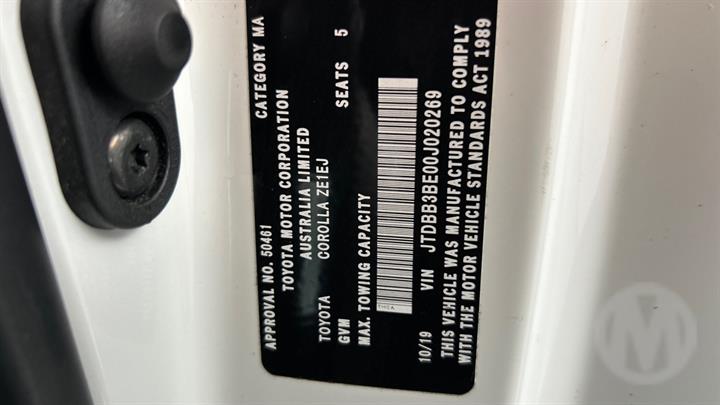 APPROVAL NO. 50461 CATEGORY MA
TOYOTA MOTOR CORPORATION
AUSTRALIA LIMITED
TOYOTA COROLLA ZE1EJ
GVM SEATS 5
MAX. TOWING CAPACITY
10/19 VIN JTDBB3BE00J020269
THIS VEHICLE WAS MANUFACTURED TO COMPLY
WITH THE MOTOR VEHICLE STANDARDS ACT 1989
M